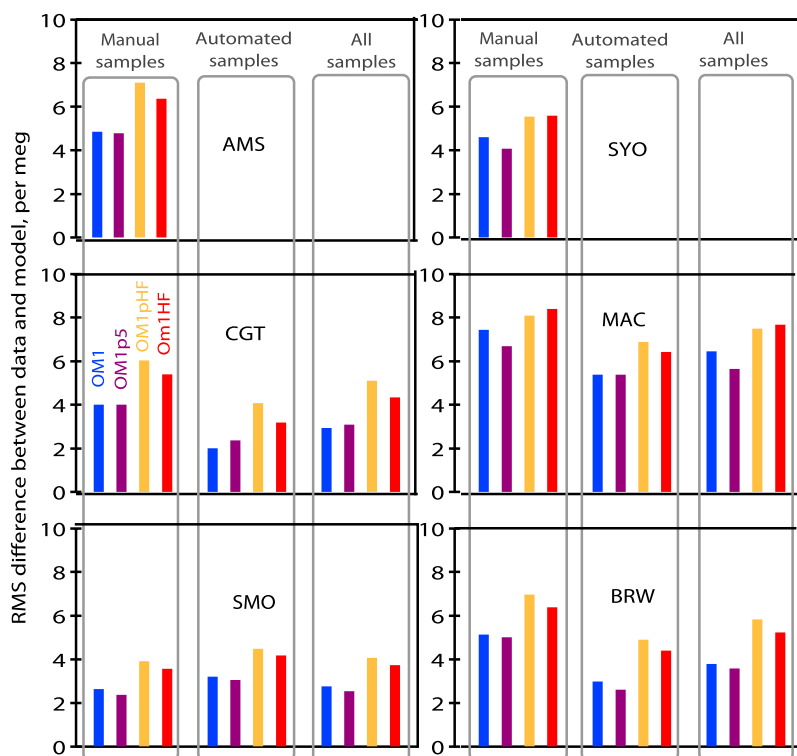 RMS difference between data and model, per meg
10
8
6
4
2
0
Manual
samples
Automated
samples
All
samples
AMS
10
8
6
4
2
0
Manual
samples
Automated
samples
All
samples
SYO
10
8
6
4
2
0
OM1
OM1p5
OM1pHF
Om1HF
CGT
10
8
6
4
2
0
MAC
10
8
6
4
2
0
SMO
10
8
6
4
2
0
BRW